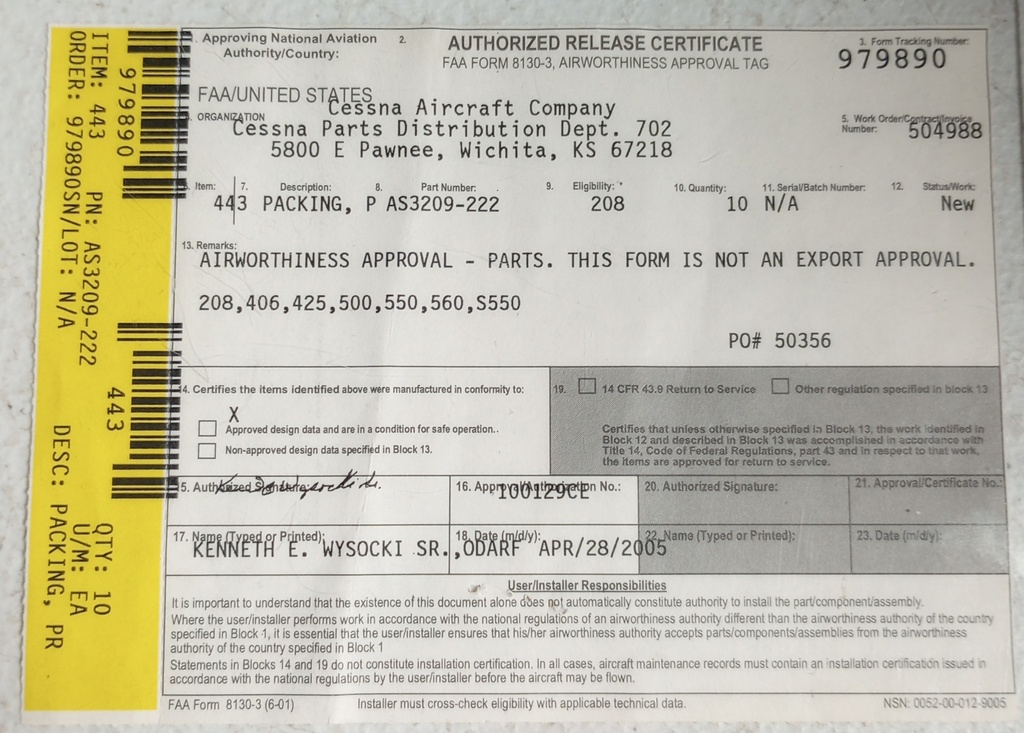 ITEM: 443 PN: AS3209-222 QTY: 10
ORDER: 979890SN/LOT: N/A U/M: EA
979890
443
DESC: PACKING, PR
1. Approving National Aviation Authority/Country:
FAA/UNITED STATES
2.
AUTHORIZED RELEASE CERTIFICATE
FAA FORM 8130-3, AIRWORTHINESS APPROVAL TAG
3. Form Tracking Number:
979890
ORGANIZATION
Cessna Aircraft Company
Cessna Parts Distribution Dept. 702
5800 E Pawnee, Wichita, KS 67218
5. Work Order/Contract/Invoice
Number: 504988
Item: 7. Description: 8. Part Number: 9. Eligibility: * 10. Quantity: 11. Serial/Batch Number: 12. Status/Work:
443 PACKING, P AS3209-222 208 10 N/A New
13. Remarks:
AIRWORTHINESS APPROVAL - PARTS. THIS FORM IS NOT AN EXPORT APPROVAL.
208,406,425,500,550,560,S550
PO# 50356
14. Certifies the items identified above were manufactured in conformity to:
X
Approved design data and are in a condition for safe operation..
Non-approved design data specified in Block 13.
19. 14 CFR 43.9 Return to Service Other regulation specified in block 13
Certifies that unless otherwise specified in Block 13, the work identified in
Block 12 and described in Block 13 was accomplished in accordance with
Title 14, Code of Federal Regulations, part 43 and in respect to that work,
the items are approved for return to service.
15. Authorized Signature:
16. Approval/Authorization No.:
100129CE
20. Authorized Signature:
21. Approval/Certificate No.:
17. Name (Typed or Printed):
KENNETH E. WYSOCKI SR.,ODARF
18. Date (m/d/y):
APR/28/2005
22. Name (Typed or Printed):
23. Date (m/d/y):
User/Installer Responsibilities
It is important to understand that the existence of this document alone does not automatically constitute authority to install the part/component/assembly.
Where the user/installer performs work in accordance with the national regulations of an airworthiness authority different than the airworthiness authority of the country
specified in Block 1, it is essential that the user/installer ensures that his/her airworthiness authority accepts parts/components/assemblies from the airworthiness
authority of the country specified in Block 1
Statements in Blocks 14 and 19 do not constitute installation certification. In all cases, aircraft maintenance records must contain an installation certification issued in
accordance with the national regulations by the user/installer before the aircraft may be flown.
FAA Form 8130-3 (6-01) Installer must cross-check eligibility with applicable technical data. NSN: 0052-00-012-9005